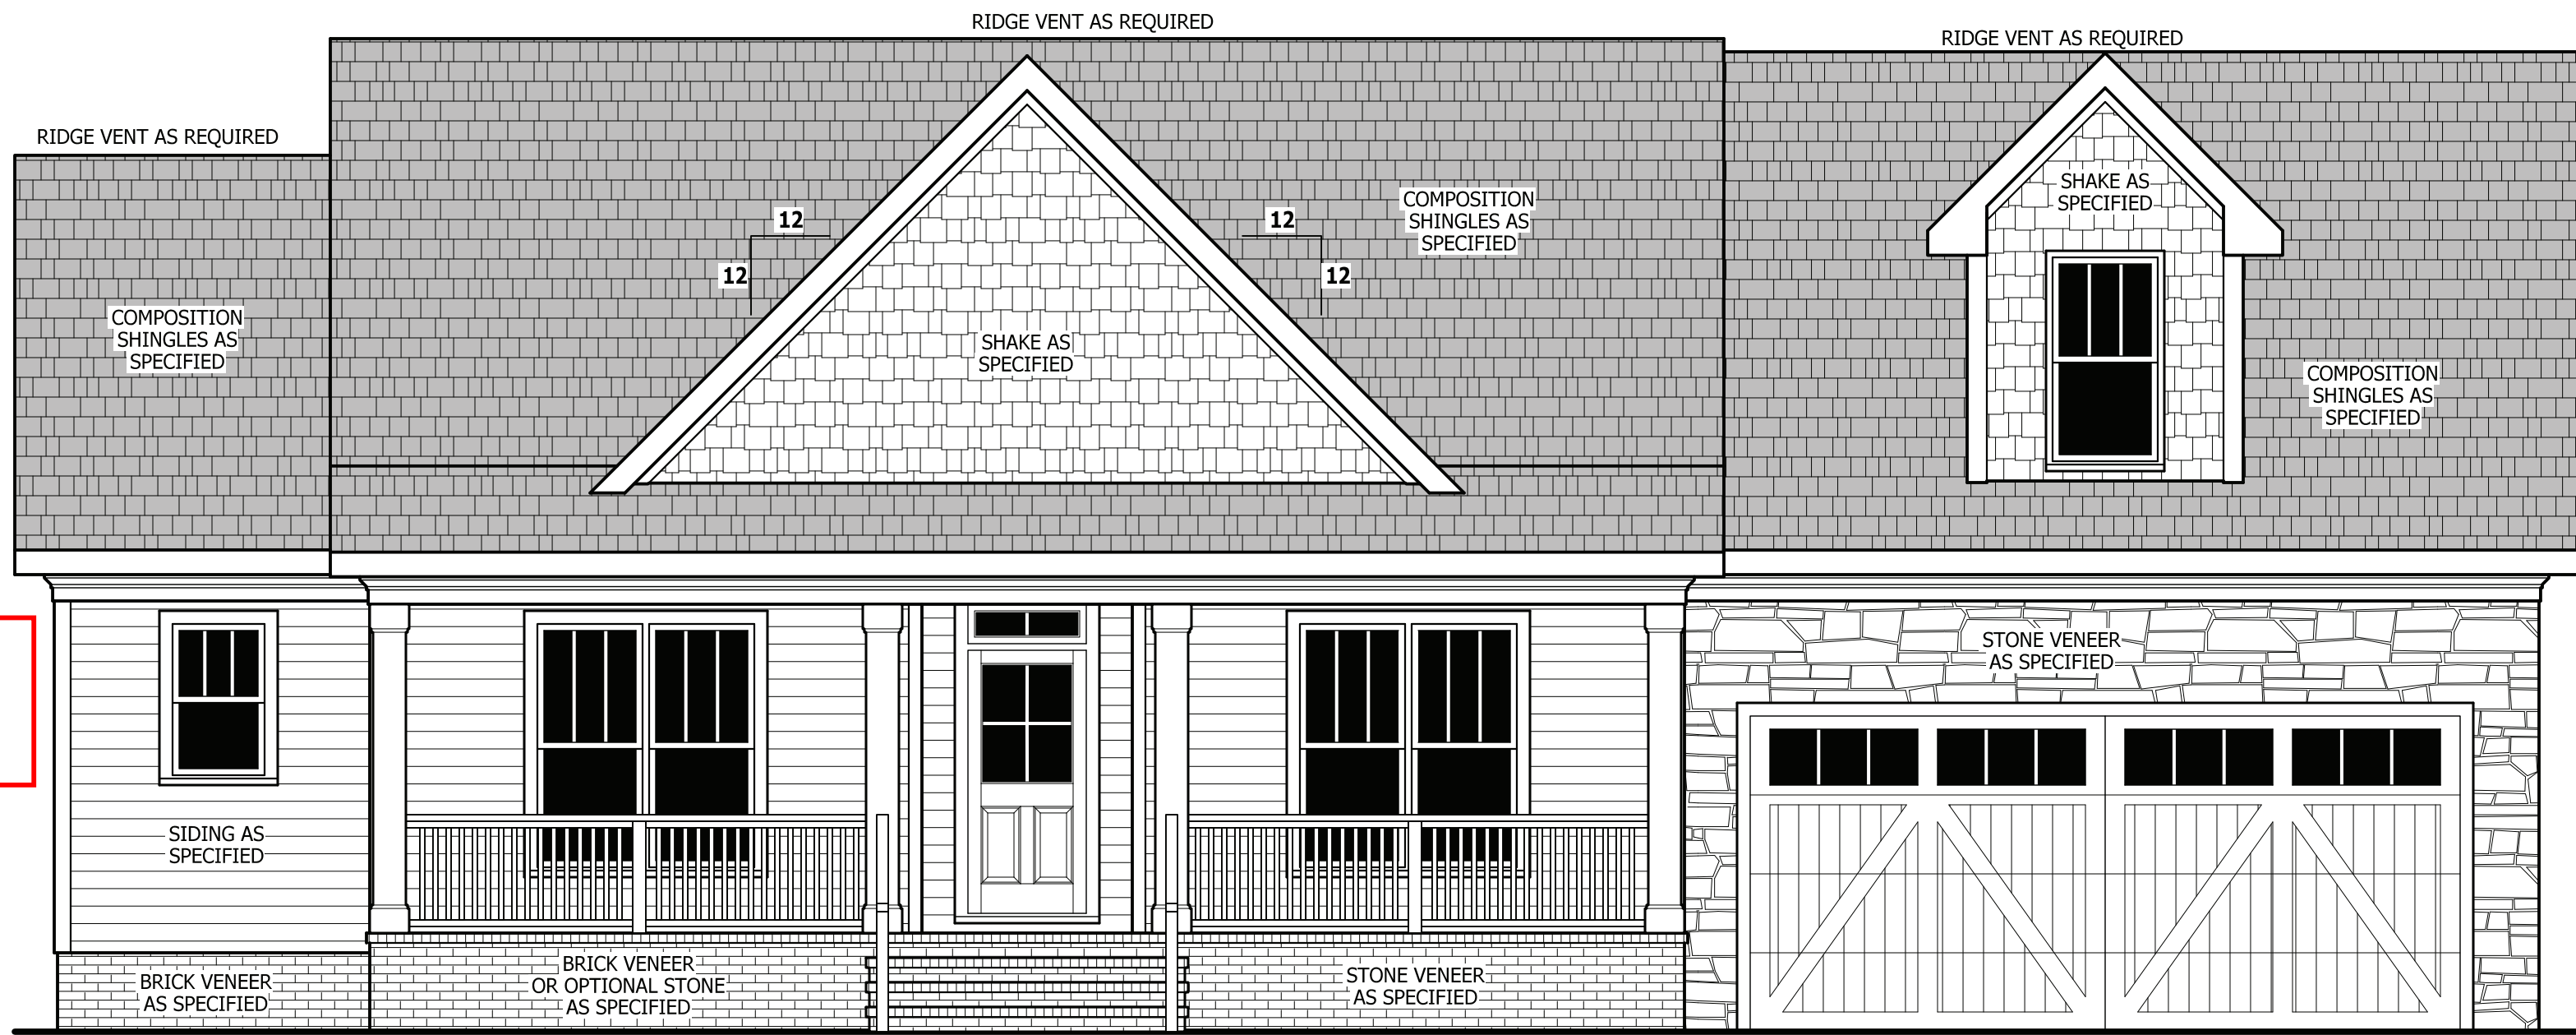 RIDGE VENT AS REQUIRED
RIDGE VENT AS REQUIRED
RIDGE VENT AS REQUIRED
SHAKE AS
SPECIFIED
COMPOSITION
SHINGLES AS
SPECIFIED
12
12
12
12
COMPOSITION
SHINGLES AS
SPECIFIED
SHAKE AS
SPECIFIED
COMPOSITION
SHINGLES AS
SPECIFIED
STONE VENEER
AS SPECIFIED
SIDING AS
SPECIFIED
BRICK VENEER
AS SPECIFIED
BRICK VENEER
OR OPTIONAL STONE
AS SPECIFIED
STONE VENEER
AS SPECIFIED